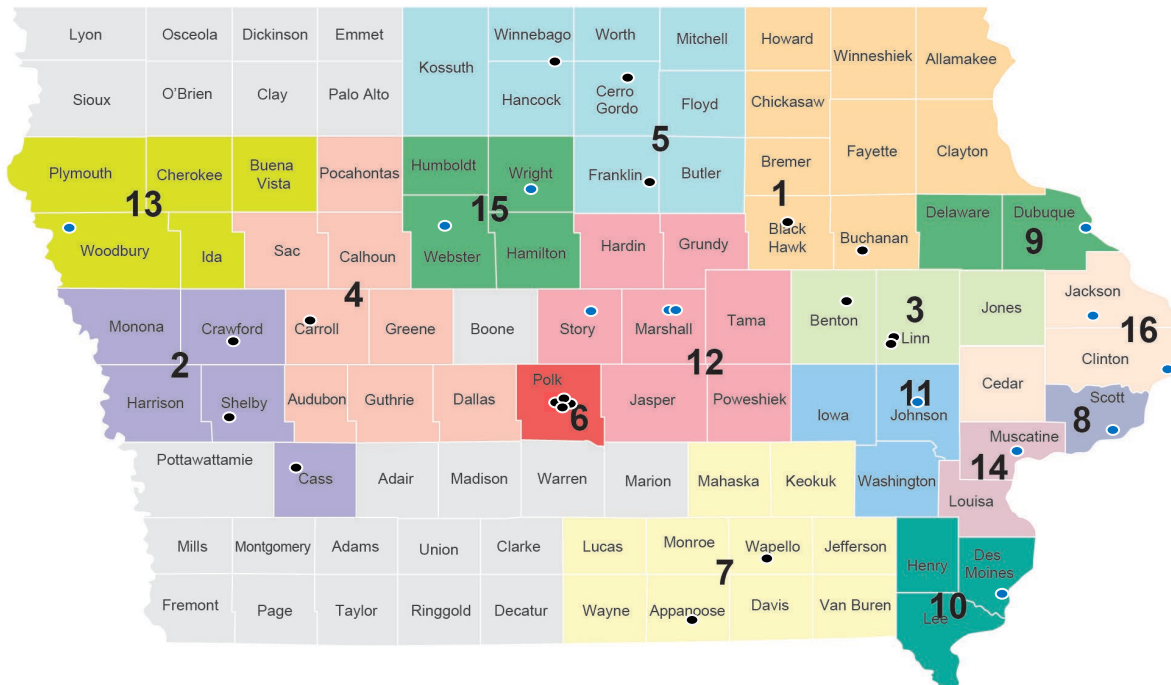 Lyon
Osceola
Dickinson
Emmet
Winnebago
Worth
Mitchell
Howard
Winneshiek
Allamakee
Kossuth
Sioux
O'Brien
Clay
Palo Alto
Hancock
Cerro
Gordo
Floyd
Chickasaw
5
Plymouth
Cherokee
Buena
Vista
Pocahontas
Humboldt
Wright
Franklin
Butler
Bremer
Fayette
Clayton
13
15
1
Woodbury
Ida
Sac
Calhoun
Webster
Hamilton
Hardin
Grundy
Black
Hawk
Buchanan
Delaware
Dubuque
9
4
Monona
Crawford
Carroll
Greene
Boone
Story
Marshall
Tama
Benton
3
Linn
Jones
Jackson
16
2
12
Clinton
Harrison
Shelby
Audubon
Guthrie
Dallas
Polk
6
Jasper
Poweshiek
Iowa
11
Johnson
Cedar
Scott
8
Pottawattamie
Cass
Adair
Madison
Warren
Marion
Mahaska
Keokuk
Washington
Muscatine
14
Louisa
Mills
Montgomery
Adams
Union
Clarke
Lucas
Monroe
Wapello
Jefferson
Henry
Des
Moines
7
Fremont
Page
Taylor
Ringgold
Decatur
Wayne
Appanoose
Davis
Van Buren
10
Lee